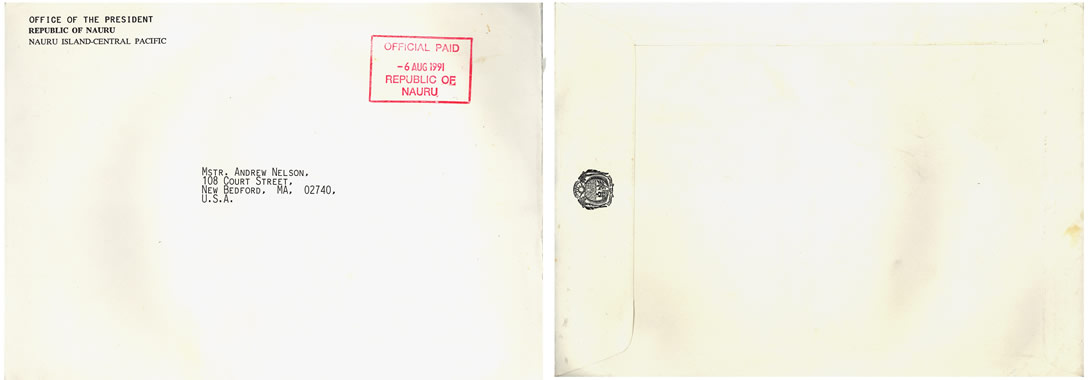 OFFICE OF THE PRESIDENT
REPUBLIC OF NAURU
NAURU ISLAND-CENTRAL PACIFIC
OFFICIAL PAID
-6 AUG 1991
REPUBLIC OF
NAURU
MSTR. ANDREW NELSON,
108 COURT STREET,
NEW BEDFORD, MA, 02740,
U.S.A.